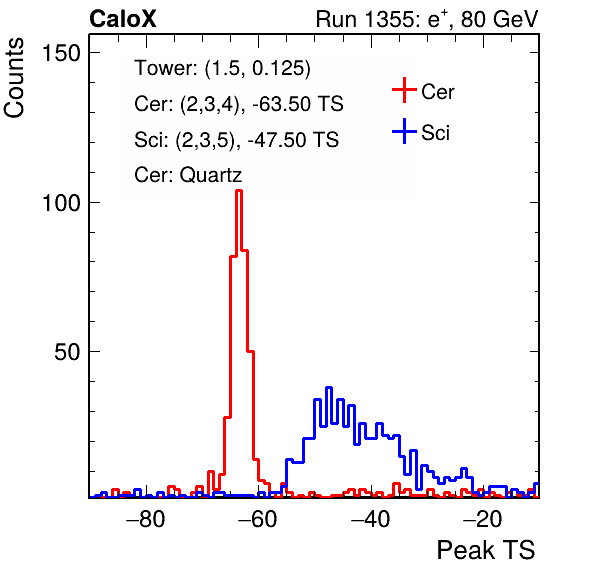 CaloX Run 1355: e⁺, 80 GeV
Counts
150
100
50
Tower: (1.5, 0.125)
Cer: (2,3,4), -63.50 TS
Sci: (2,3,5), -47.50 TS
Cer: Quartz
Cer
Sci
−80 −60 −40 −20
Peak TS